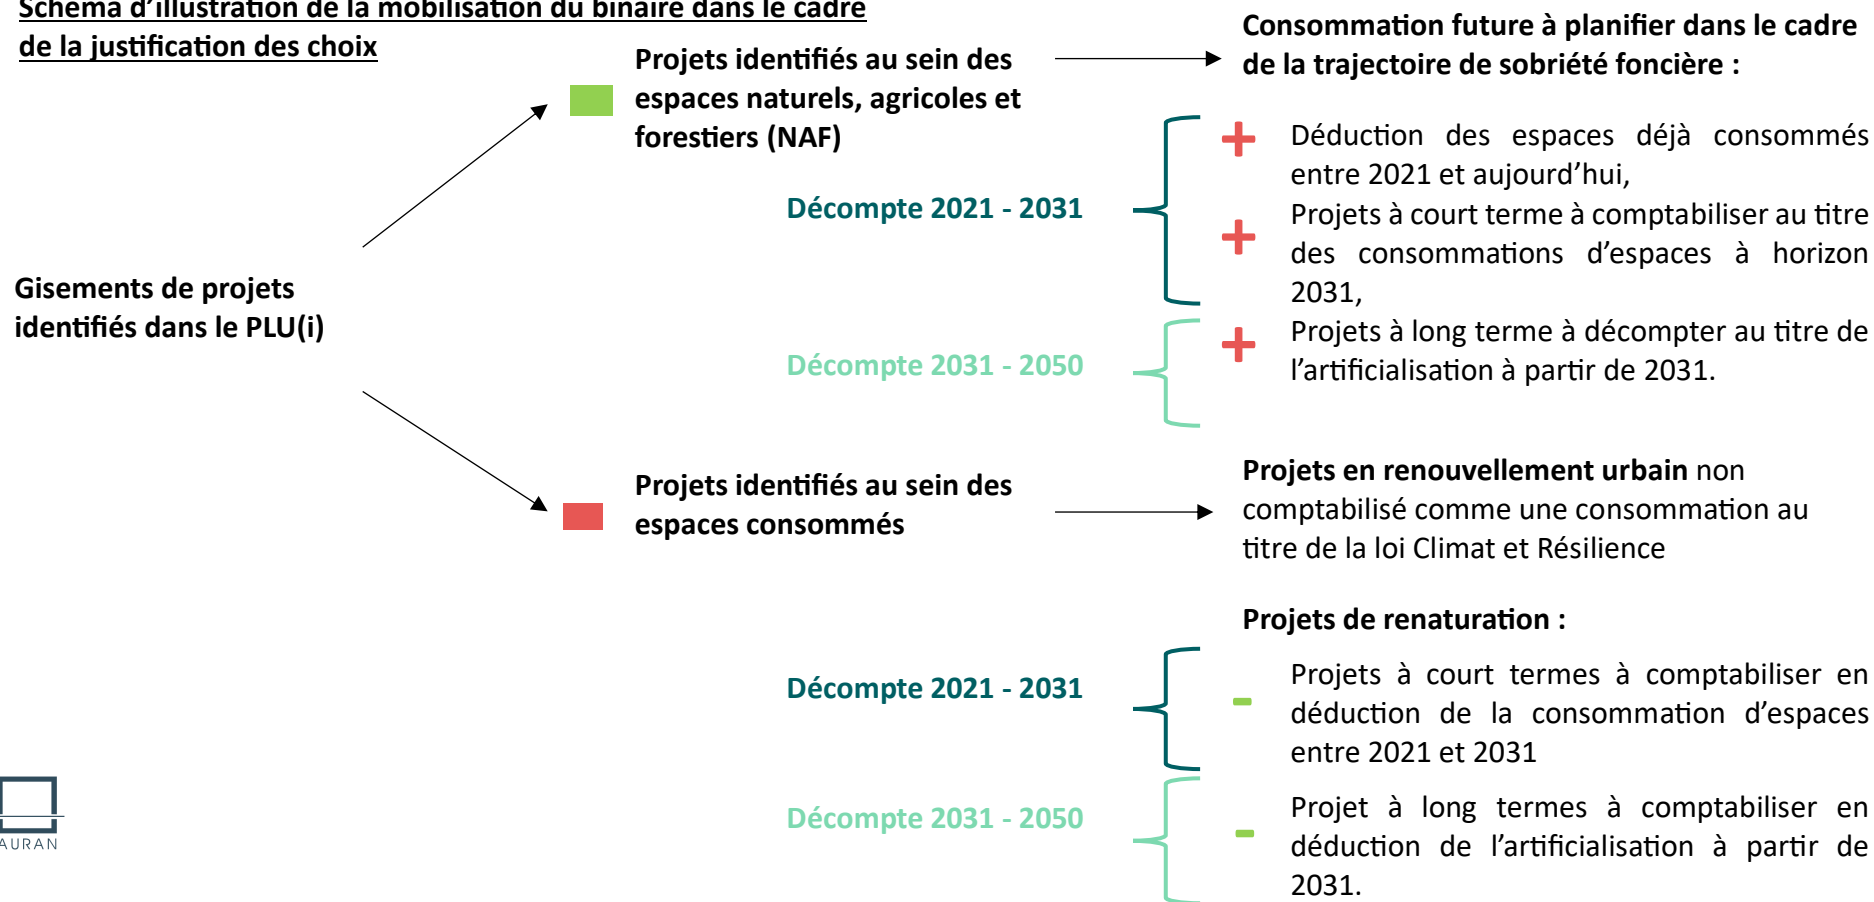 Schéma d’illustration de la mobilisation du binaire dans le cadre
de la justification des choix
Gisements de projets
identifiés dans le PLU(i)
Projets identifiés au sein des
espaces naturels, agricoles et
forestiers (NAF)
Consommation future à planifier dans le cadre
de la trajectoire de sobriété foncière :
Décompte 2021 - 2031
+ Déduction des espaces déjà consommés
entre 2021 et aujourd’hui,
+ Projets à court terme à comptabiliser au titre
des consommations d’espaces à horizon
2031,
Décompte 2031 - 2050
+ Projets à long terme à décompter au titre de
l’artificialisation à partir de 2031.
Projets identifiés au sein des
espaces consommés
Projets en renouvellement urbain non
comptabilisé comme une consommation au
titre de la loi Climat et Résilience
Projets de renaturation :
Décompte 2021 - 2031
- Projets à court termes à comptabiliser en
déduction de la consommation d’espaces
entre 2021 et 2031
Décompte 2031 - 2050
- Projet à long termes à comptabiliser en
déduction de l’artificialisation à partir de
2031.
AURAN